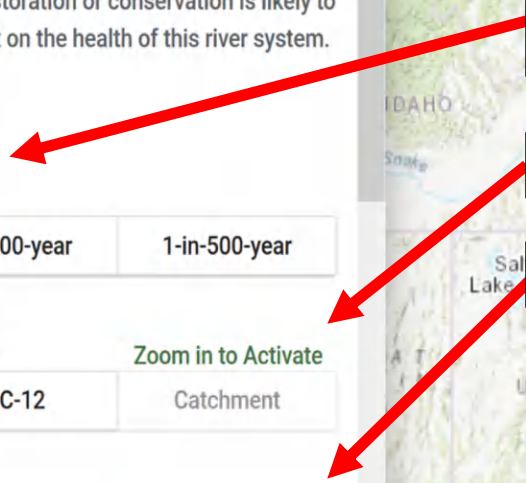 storation or conservation is likely to
t on the health of this river system.
IDAHO
Snake
00-year 1-in-500-year
Sal
Lake
Zoom in to Activate
A T
C-12 Catchment
U